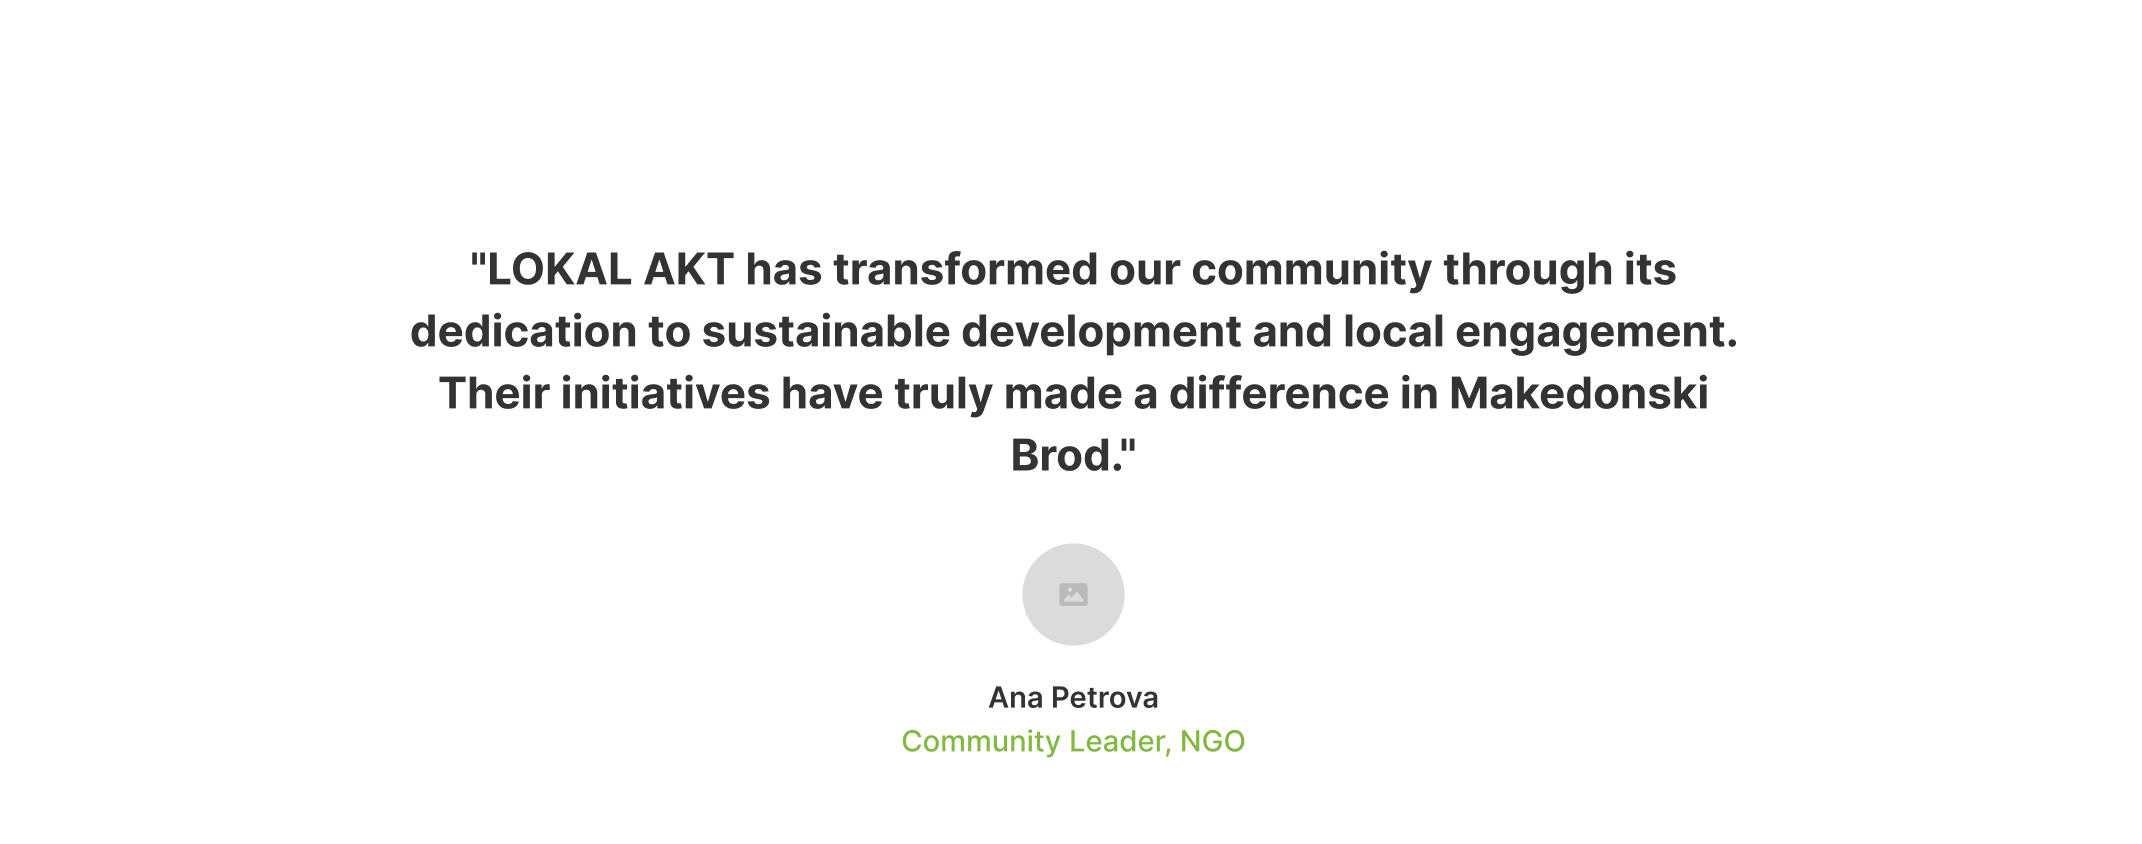 "LOKAL AKT has transformed our community through its
dedication to sustainable development and local engagement.
Their initiatives have truly made a difference in Makedonski
Brod."
Ana Petrova
Community Leader, NGO